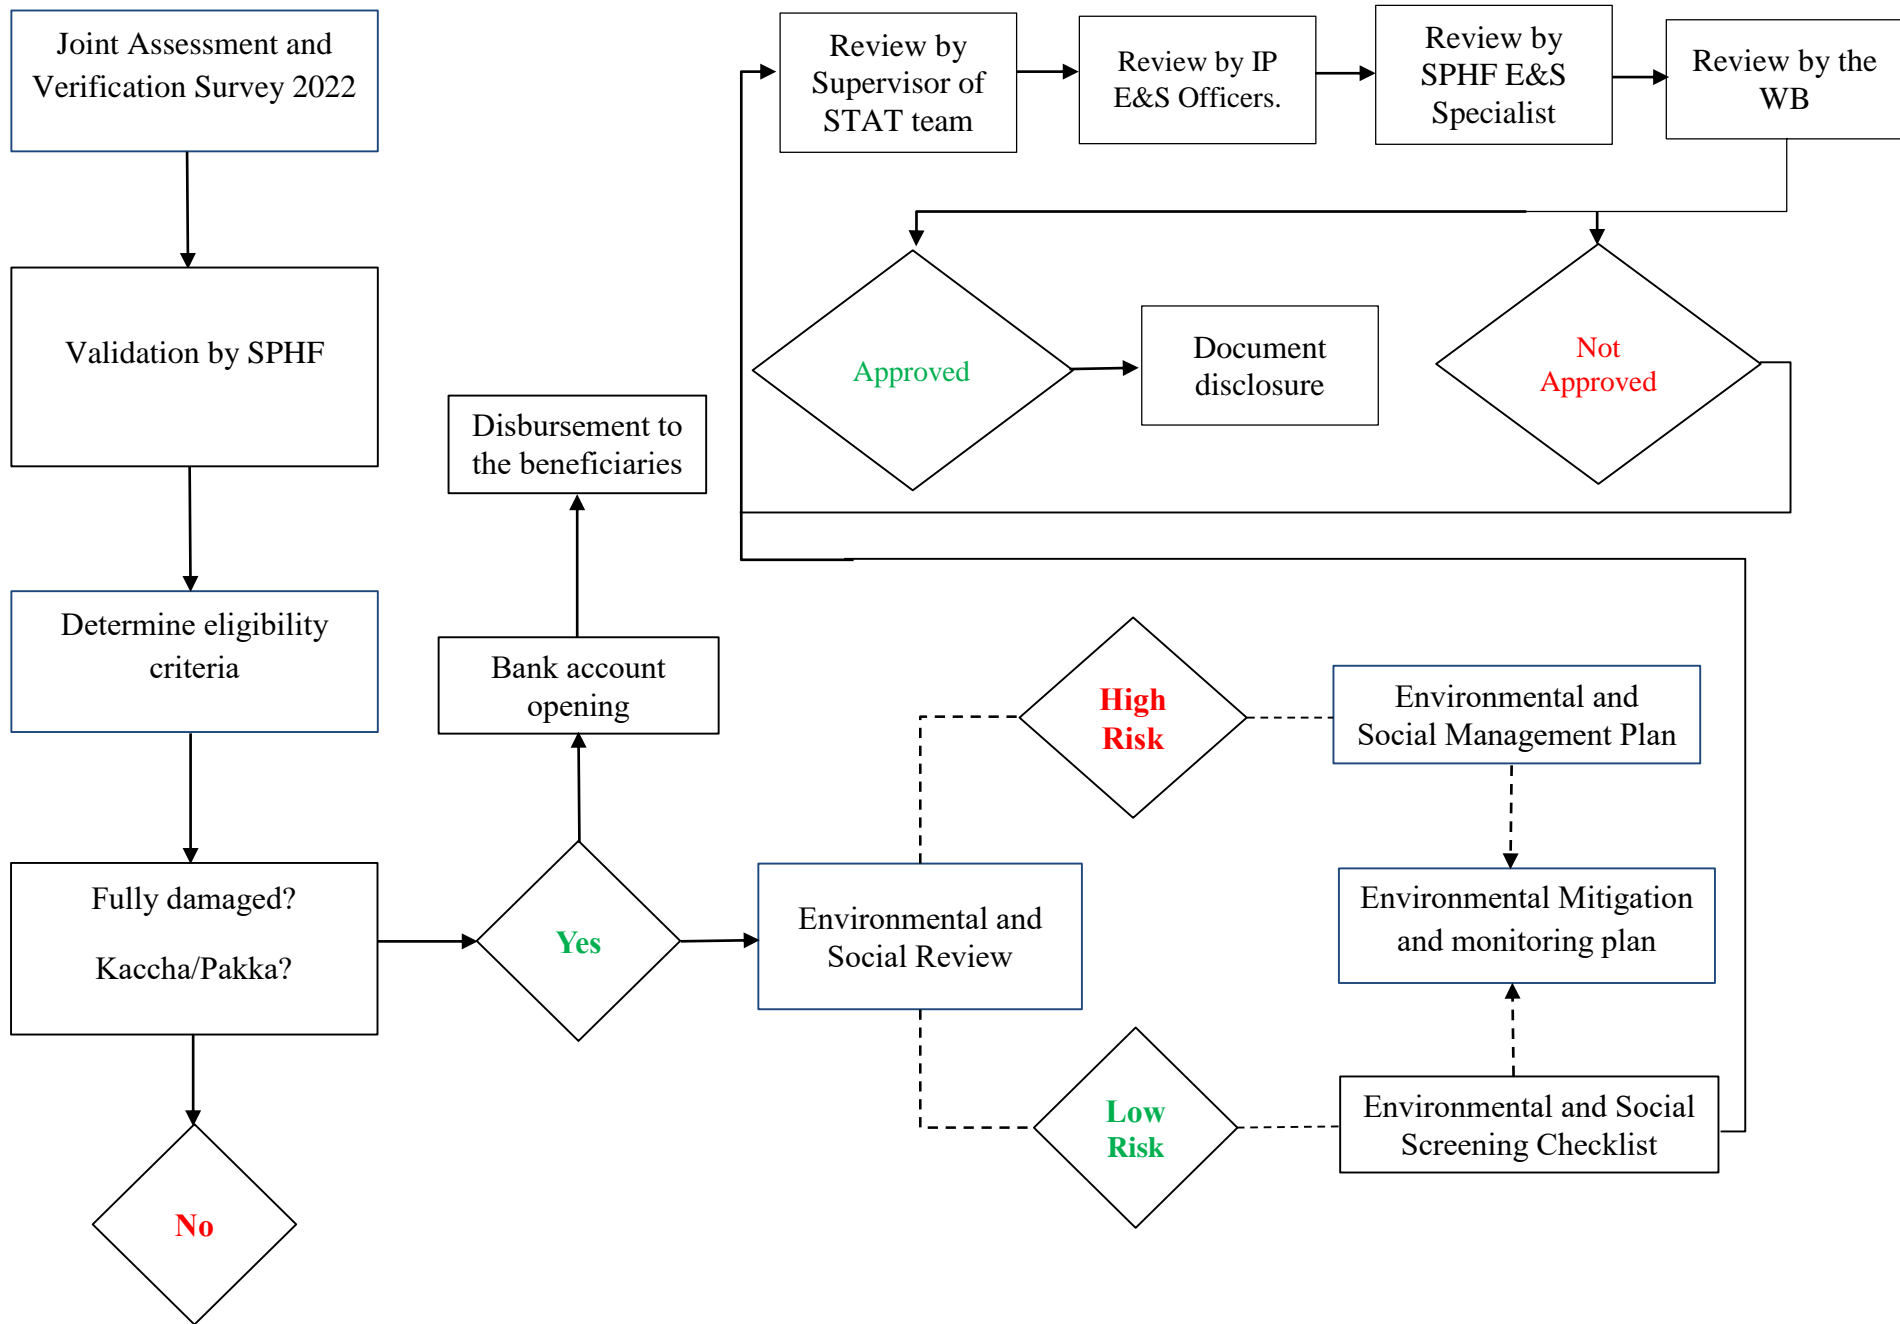 Joint Assessment and
Verification Survey 2022
Validation by SPHF
Determine eligibility
criteria
Fully damaged?
Kaccha/Pakka?
No
Yes
Bank account
opening
Disbursement to
the beneficiaries
Environmental and
Social Review
High
Risk
Environmental and
Social Management Plan
Environmental Mitigation
and monitoring plan
Low
Risk
Environmental and Social
Screening Checklist
Review by
Supervisor of
STAT team
Review by IP
E&S Officers.
Review by
SPHF E&S
Specialist
Review by the
WB
Approved
Document
disclosure
Not
Approved